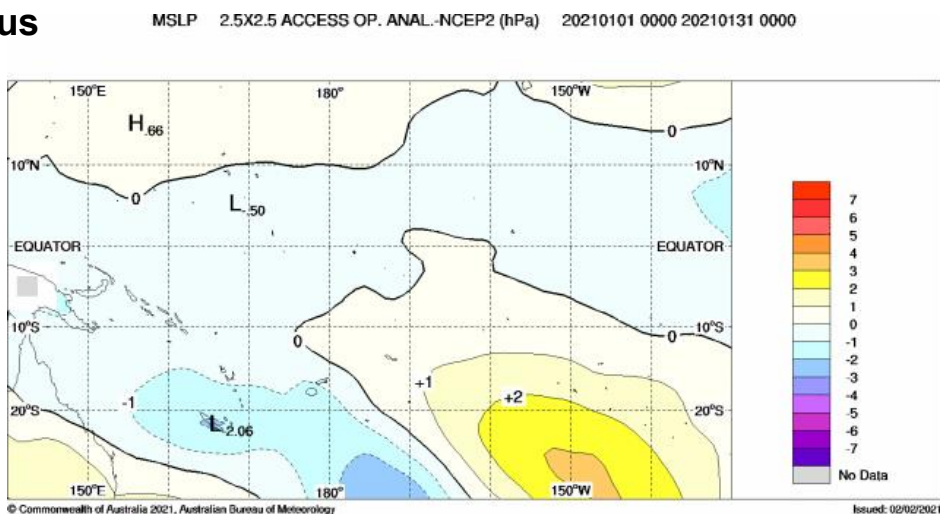 us
MSLP 2.5X2.5 ACCESS OP. ANAL.-NCEP2 (hPa) 20210101 0000 20210131 0000
150°E 180° 150°W
H.66
0
10°N 10°N
0
L-.50
EQUATOR EQUATOR
10°S 0 0 10°S
+1
-1 +2
20°S 20°S
L-2.06
150°E 180° 150°W
7
6
5
4
3
2
1
0
-1
-2
-3
-4
-5
-6
-7
No Data
© Commonwealth of Australia 2021, Australian Bureau of Meteorology Issued: 02/02/2021